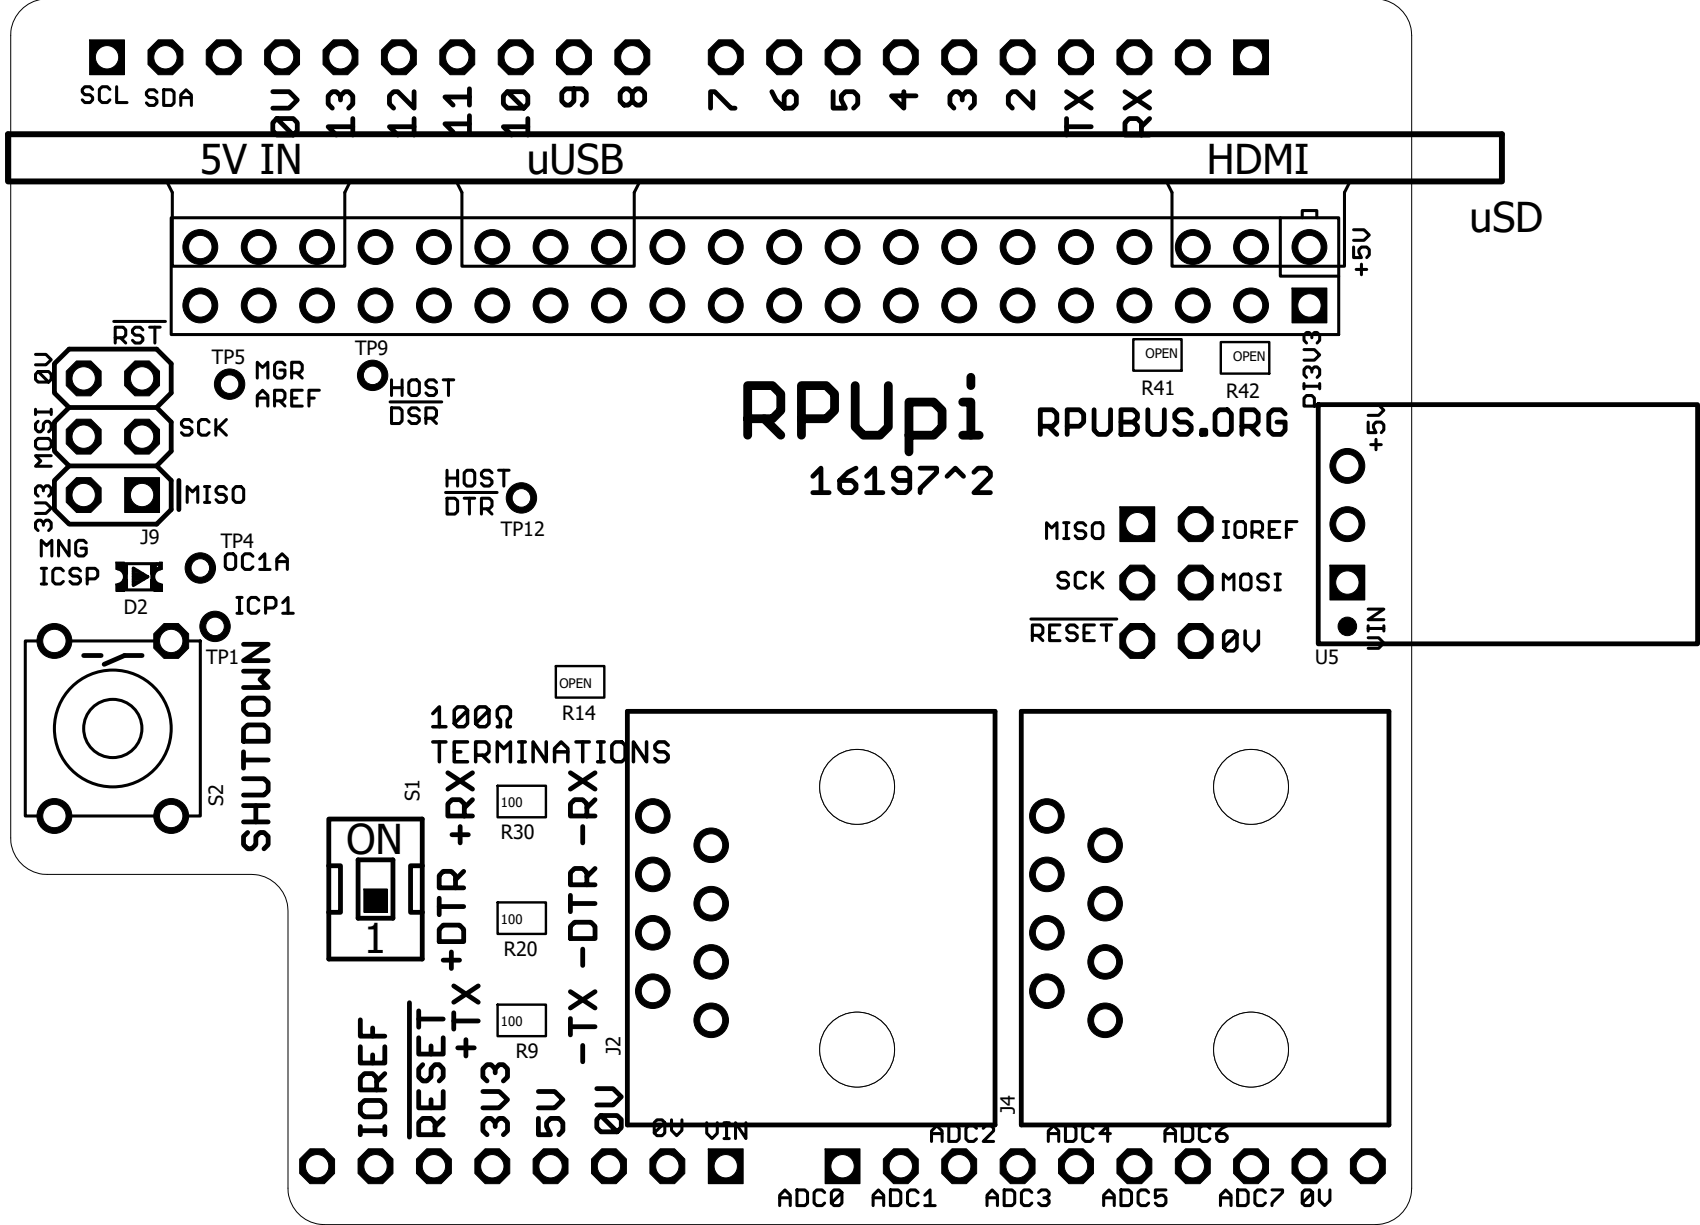 SCL SDA 0V 13 12 11 10 9 8 7 6 5 4 3 2 TX RX
5V IN uUSB HDMI
uSD
+5V
RST
0V
TP5
MGR
AREF
TP9
HOST
DSR
OPEN
R41
OPEN
R42
PI3V3
RPUpi
RPUBUS.ORG
16197^2
+5V
MOSI
SCK
3V3
MISO
J9
HOST
DTR
TP12
MNG
ICSP
D2
TP4
OC1A
ICP1
TP1
MISO IOREF
SCK MOSI
RESET 0V
VIN
U5
SHUTDOWN
S2
OPEN
R14
100Ω
TERMINATIONS
S1
ON
1
+RX
100
R30
-RX
+DTR
100
R20
-DTR
+TX
100
R9
-TX
J2
J4
IOREF RESET 3V3 5V 0V 0V VIN
ADC2 ADC4 ADC6
ADC0 ADC1 ADC3 ADC5 ADC7 0V